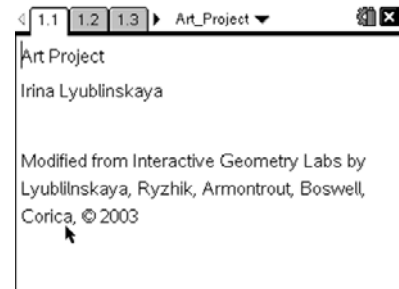 1.1 1.2 1.3 Art_Project
Art Project
Irina Lyublinskaya
Modified from Interactive Geometry Labs by
Lyublilnskaya, Ryzhik, Armontrout, Boswell,
Corica, © 2003